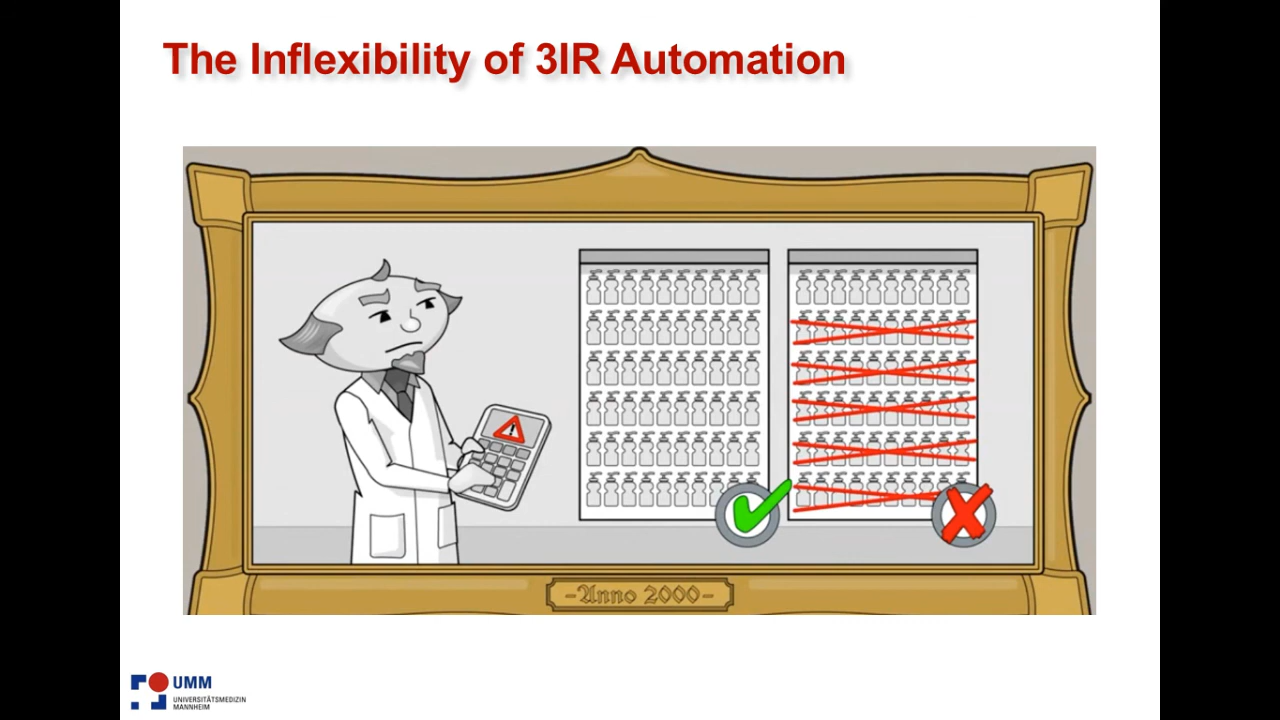 The Inflexibility of 3IR Automation
-Anno 2000-
UMM
UNIVERSITÄTSMEDIZIN
MANNHEIM